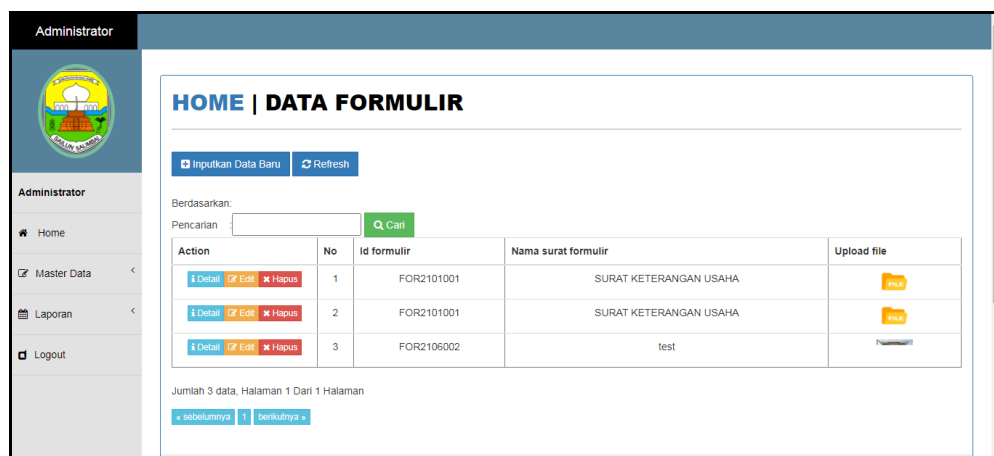 Administrator
SAILUN SALIMBAI
HOME | DATA FORMULIR
Inputkan Data Baru Refresh
Administrator
Home
Master Data
Laporan
Logout
Berdasarkan:
Pencarian : Cari
Action No Id formulir Nama surat formulir Upload file
Detail Edit Hapus 1 FOR2101001 SURAT KETERANGAN USAHA FILE
Detail Edit Hapus 2 FOR2101001 SURAT KETERANGAN USAHA FILE
Detail Edit Hapus 3 FOR2106002 test
Jumlah 3 data, Halaman 1 Dari 1 Halaman
« sebelumnya 1 berikutnya »